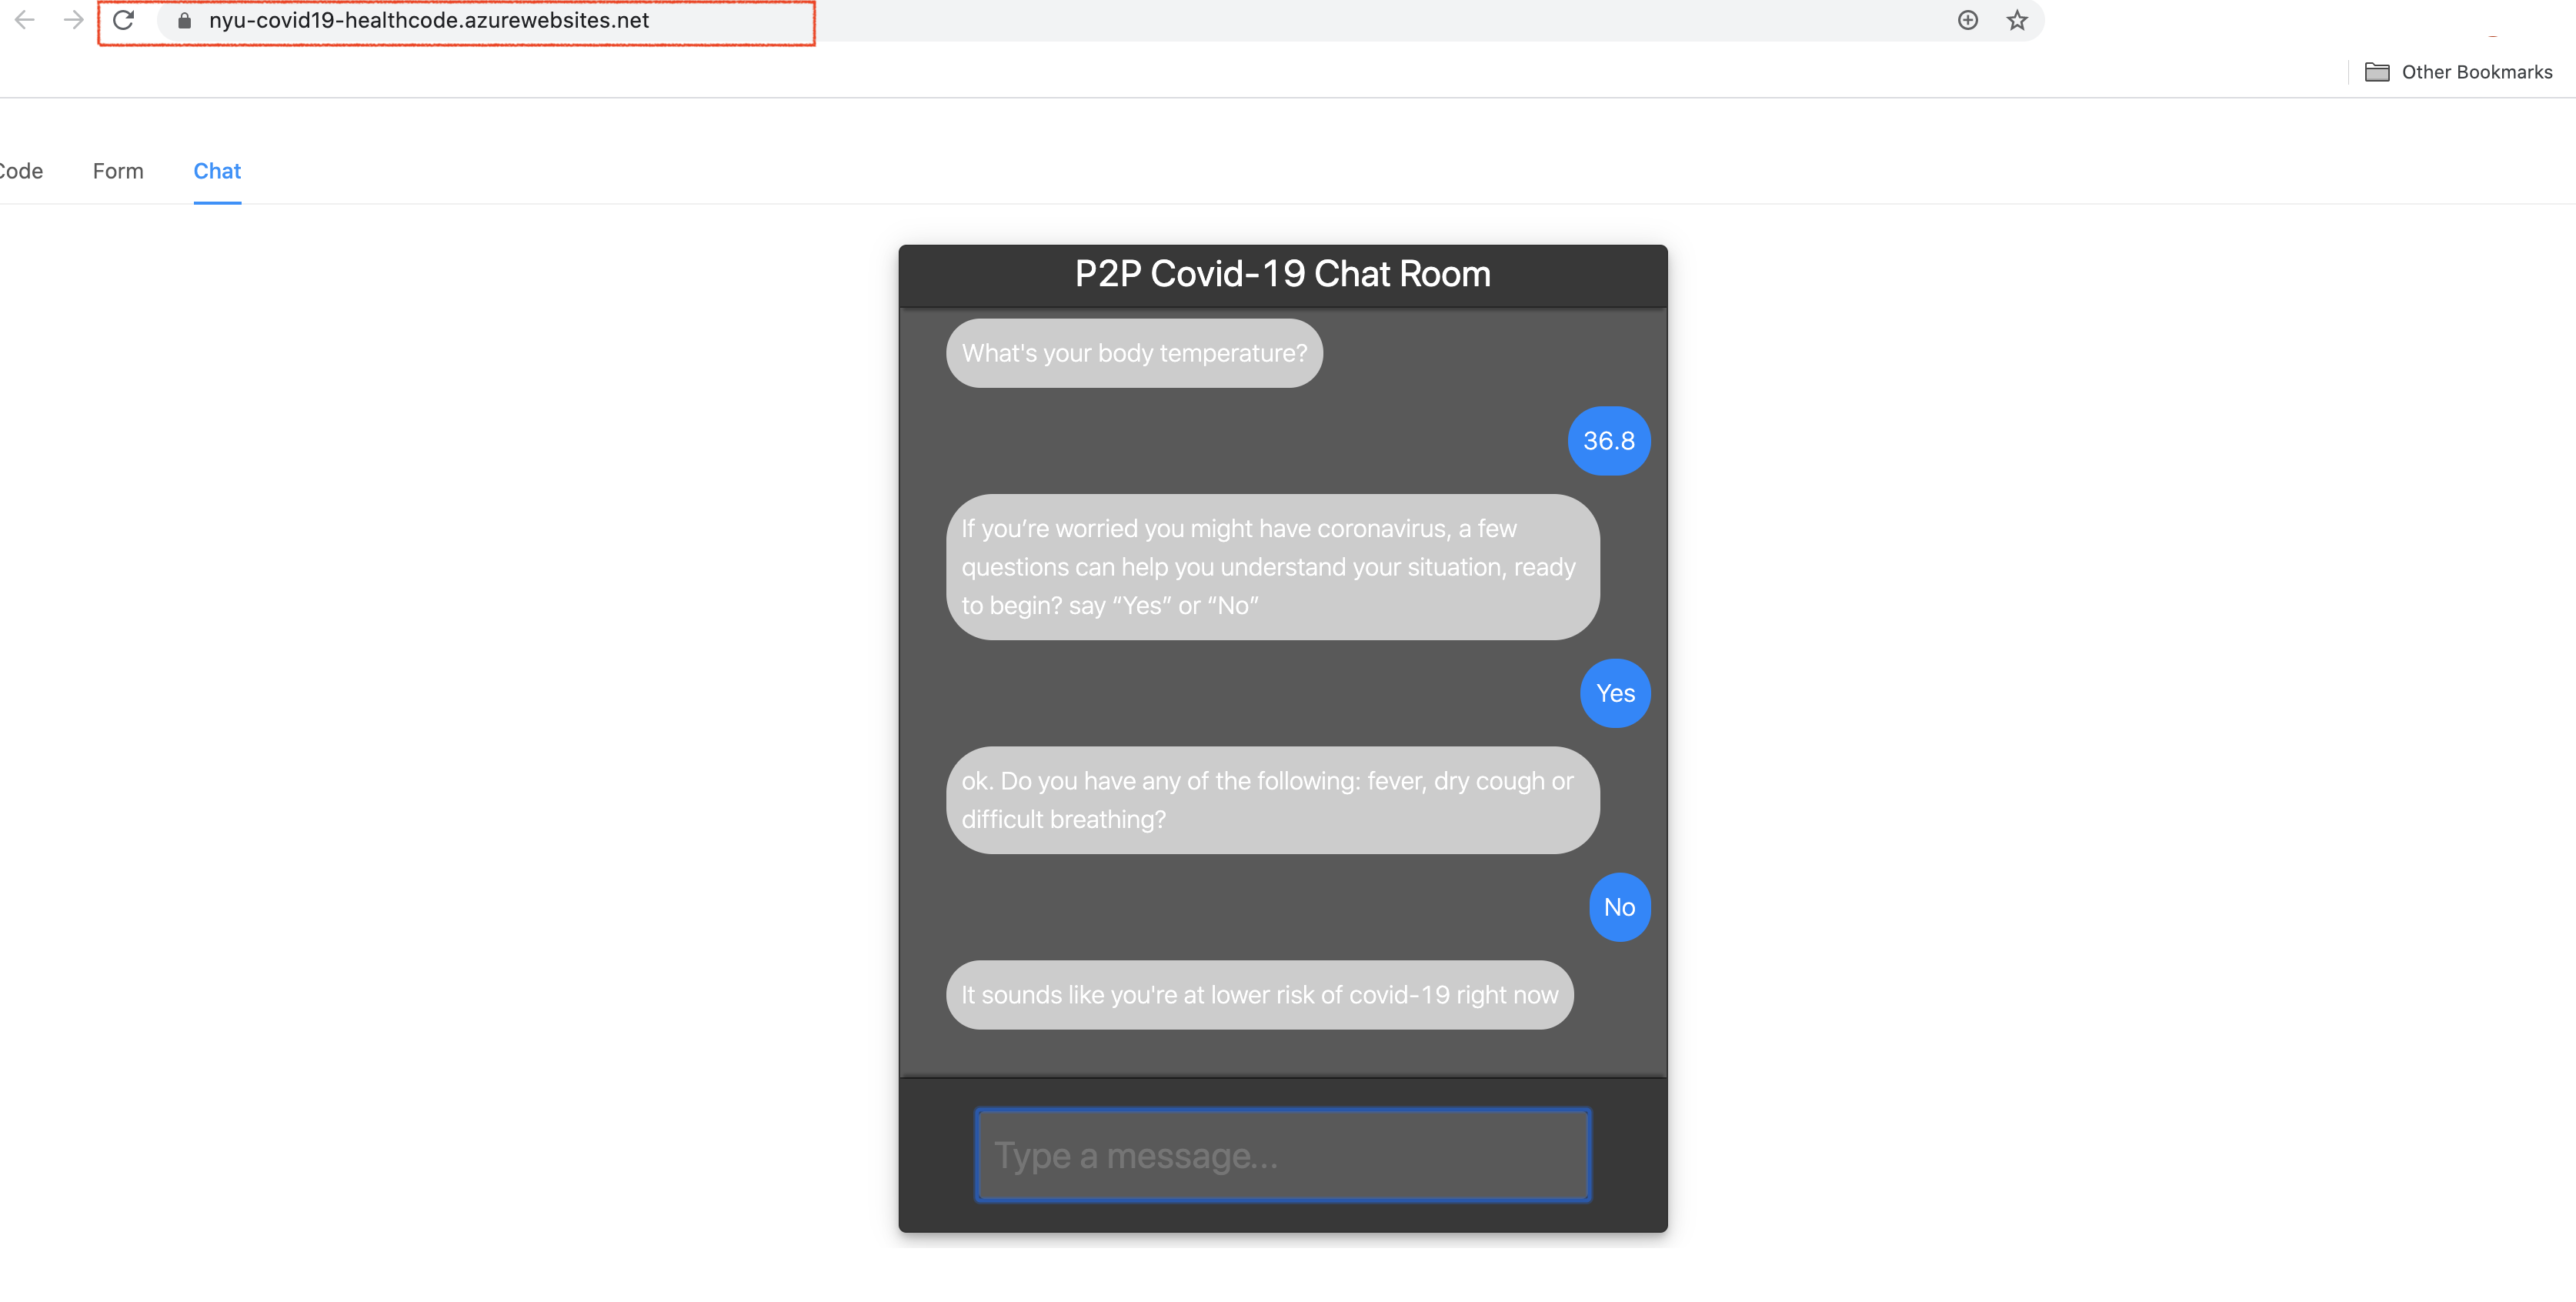 nyu-covid19-healthcode.azurewebsites.net
Other Bookmarks
Code Form Chat
P2P Covid-19 Chat Room
What's your body temperature?
36.8
If you’re worried you might have coronavirus, a few
questions can help you understand your situation, ready
to begin? say “Yes” or “No”
Yes
ok. Do you have any of the following: fever, dry cough or
difficult breathing?
No
It sounds like you're at lower risk of covid-19 right now
Type a message...